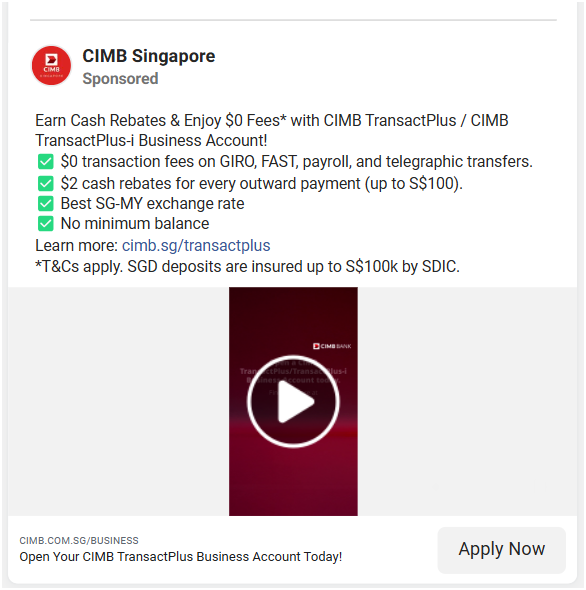 CIMB
SINGAPORE
CIMB Singapore
Sponsored
Earn Cash Rebates & Enjoy $0 Fees* with CIMB TransactPlus / CIMB
TransactPlus-i Business Account!
✅ $0 transaction fees on GIRO, FAST, payroll, and telegraphic transfers.
✅ $2 cash rebates for every outward payment (up to S$100).
✅ Best SG-MY exchange rate
✅ No minimum balance
Learn more: cimb.sg/transactplus
*T&Cs apply. SGD deposits are insured up to S$100k by SDIC.
CIMB BANK
TransactPlus/TransactPlus-i
Business Account today.
CIMB.COM.SG/BUSINESS
Open Your CIMB TransactPlus Business Account Today!
Apply Now